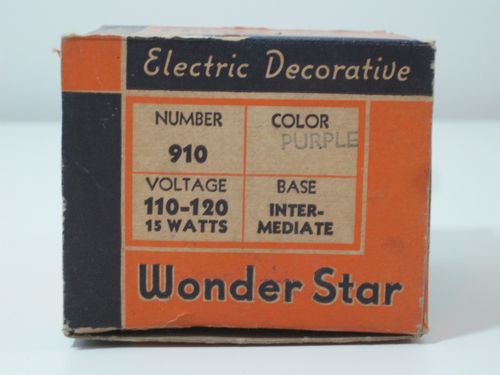 Electric Decorative
NUMBER
910
COLOR
PURPLE
VOLTAGE
110-120
15 WATTS
BASE
INTER-
MEDIATE
Wonder Star